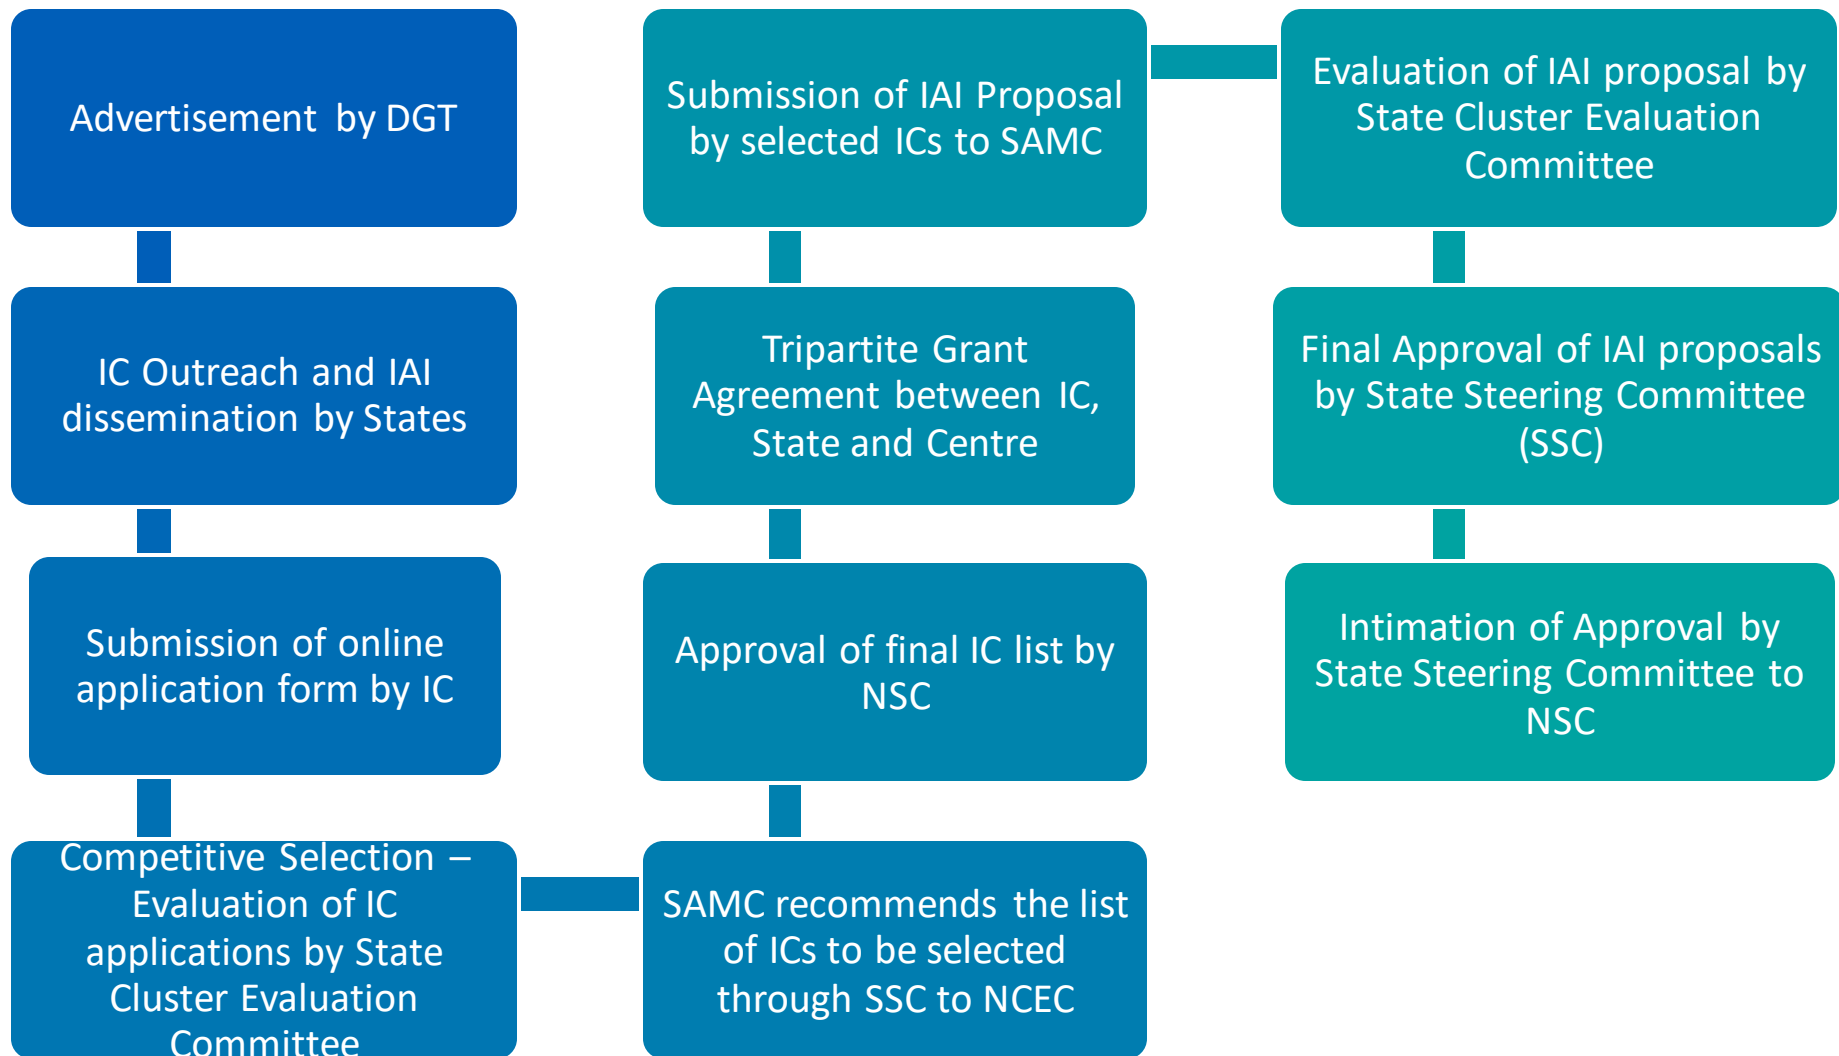 Advertisement by DGT
IC Outreach and IAI
dissemination by States
Submission of online
application form by IC
Competitive Selection –
Evaluation of IC
applications by State
Cluster Evaluation
Committee
SAMC recommends the list
of ICs to be selected
through SSC to NCEC
Approval of final IC list by
NSC
Tripartite Grant
Agreement between IC,
State and Centre
Submission of IAI Proposal
by selected ICs to SAMC
Evaluation of IAI proposal by
State Cluster Evaluation
Committee
Final Approval of IAI proposals
by State Steering Committee
(SSC)
Intimation of Approval by
State Steering Committee to
NSC